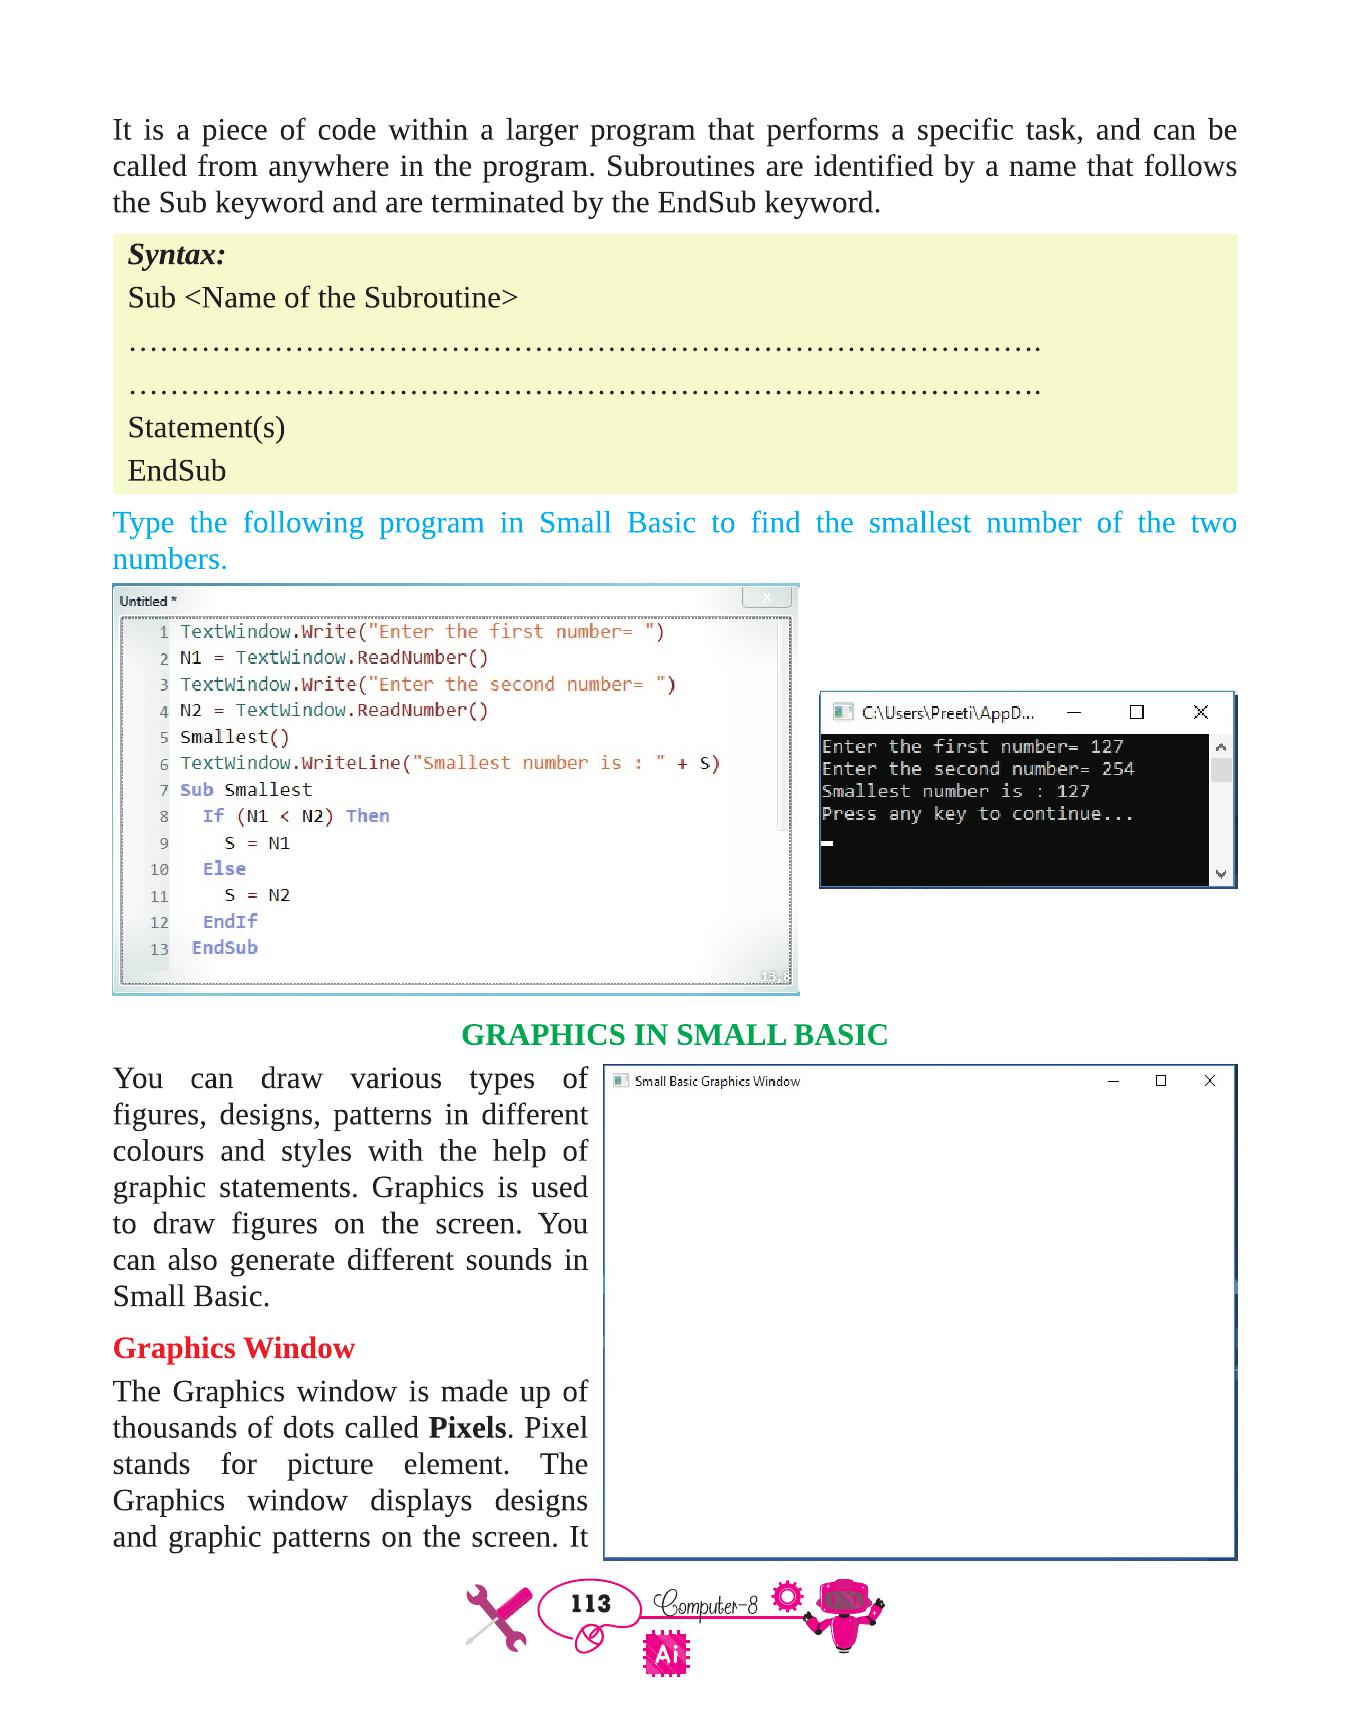 It is a piece of code within a larger program that performs a specific task, and can be
called from anywhere in the program. Subroutines are identified by a name that follows
the Sub keyword and are terminated by the EndSub keyword.
Syntax:
Sub <Name of the Subroutine>
…………………………………………………………………………….
…………………………………………………………………………….
Statement(s)
EndSub
Type the following program in Small Basic to find the smallest number of the two
numbers.
Untitled *
X
1 TextWindow.Write("Enter the first number= ")
2 N1 = TextWindow.ReadNumber()
3 TextWindow.Write("Enter the second number= ")
4 N2 = TextWindow.ReadNumber()
5 Smallest()
6 TextWindow.WriteLine("Smallest number is : " + S)
7 Sub Smallest
8 If (N1 < N2) Then
9 S = N1
10 Else
11 S = N2
12 EndIf
13 EndSub
C:\Users\Preeti\AppD...
Enter the first number= 127
Enter the second number= 254
Smallest number is : 127
Press any key to continue...
GRAPHICS IN SMALL BASIC
You can draw various types of
figures, designs, patterns in different
colours and styles with the help of
graphic statements. Graphics is used
to draw figures on the screen. You
can also generate different sounds in
Small Basic.
Small Basic Graphics Window
Graphics Window
The Graphics window is made up of
thousands of dots called Pixels. Pixel
stands for picture element. The
Graphics window displays designs
and graphic patterns on the screen. It
113
Computer-8
Ai